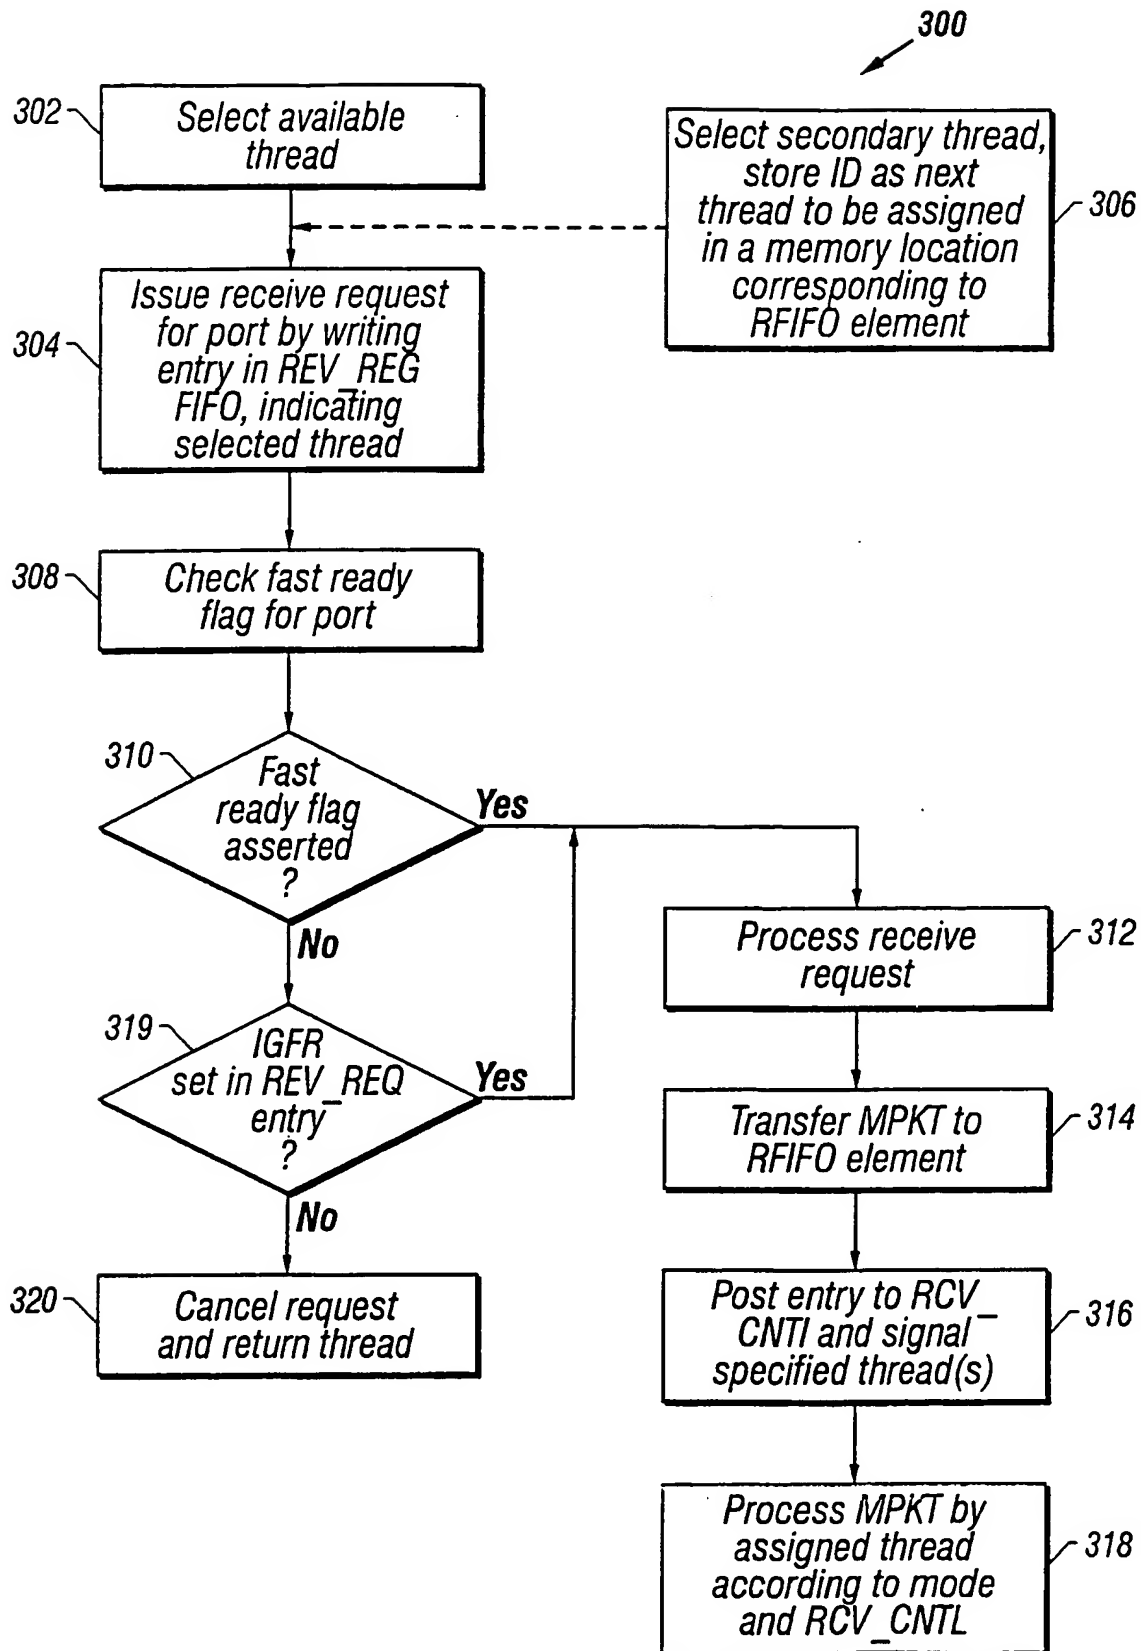 300
302
Select available
thread
Select secondary thread,
store ID as next
thread to be assigned
in a memory location
corresponding to
RFIFO element
306
304
Issue receive request
for port by writing
entry in REV_REG
FIFO, indicating
selected thread
308
Check fast ready
flag for port
310
Fast
ready flag
asserted
?
Yes
No
312
Process receive
request
319
IGFR
set in REV_REQ
entry
?
Yes
No
314
Transfer MPKT to
RFIFO element
320
Cancel request
and return thread
316
Post entry to RCV_
CNTI and signal
specified thread(s)
318
Process MPKT by
assigned thread
according to mode
and RCV_CNTL